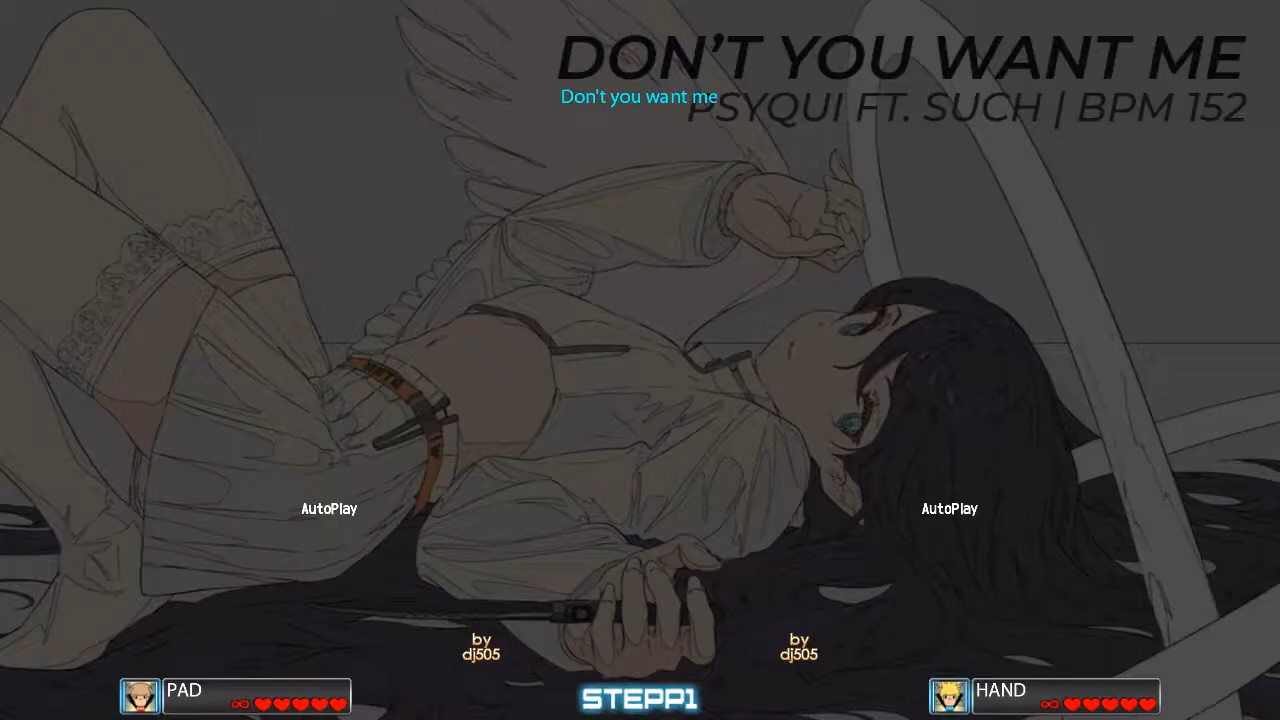 DON'T YOU WANT ME
Don't you want me
PSYQUI FT. SUCH | BPM 152
AutoPlay
AutoPlay
by
dj505
by
dj505
PAD
STEPP1
HAND